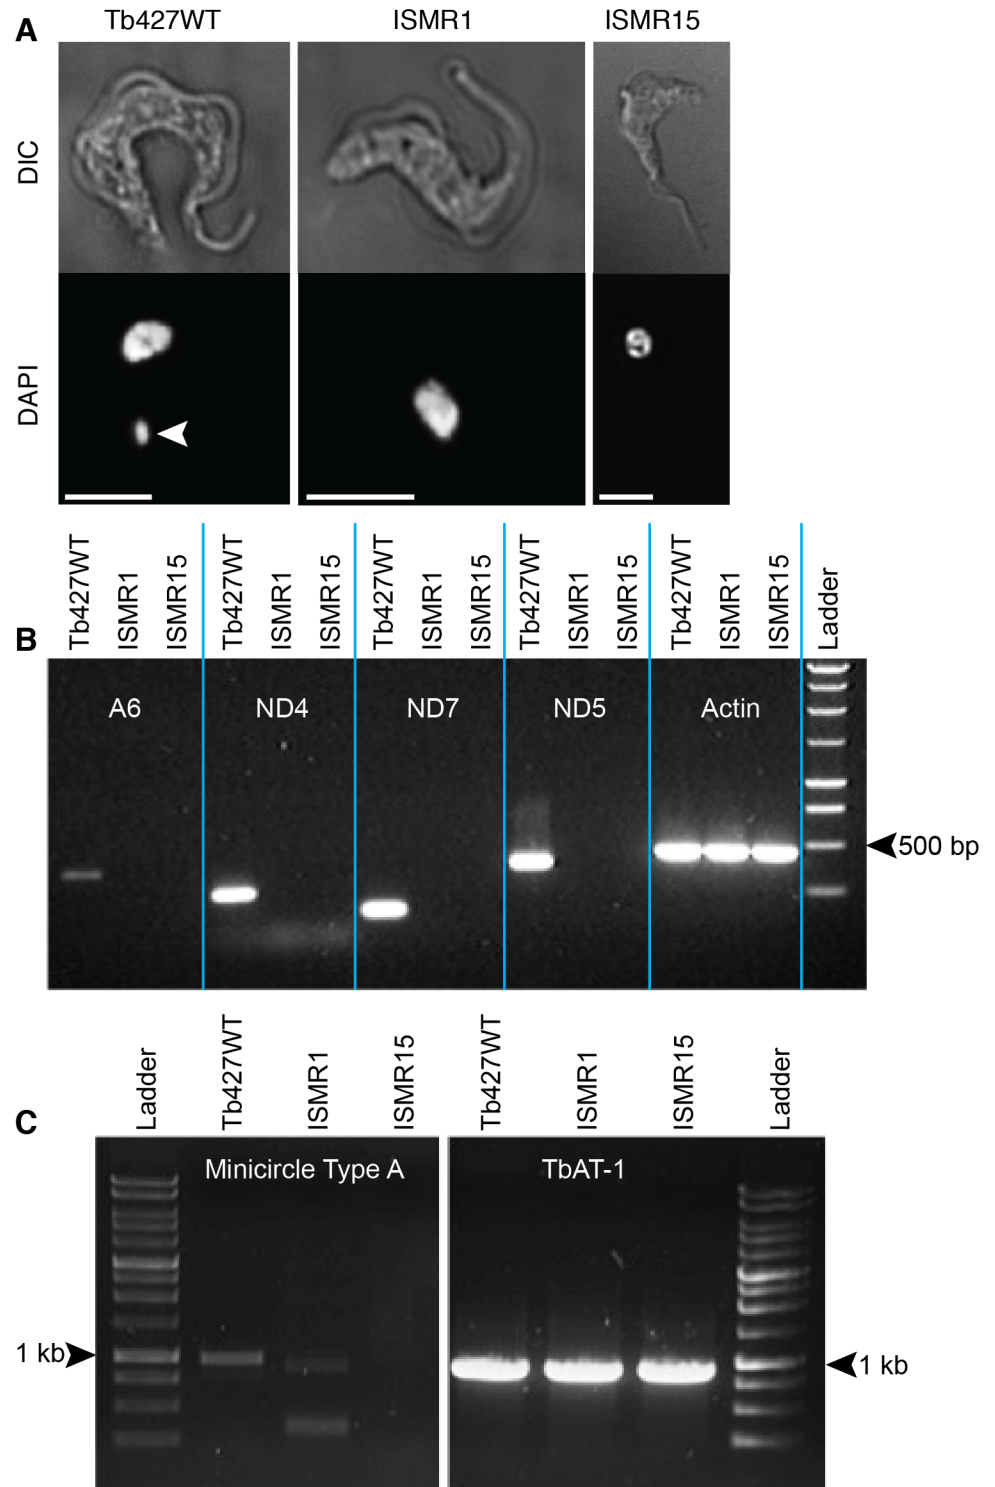 A
Tb427WT ISMR1 ISMR15
DIC
DAPI
B
Tb427WT ISMR1 ISMR15 Tb427WT ISMR1 ISMR15 Tb427WT ISMR1 ISMR15 Tb427WT ISMR1 ISMR15 Tb427WT ISMR1 ISMR15 Ladder
A6 ND4 ND7 ND5 Actin
500 bp
C
Ladder Tb427WT ISMR1 ISMR15 Tb427WT ISMR1 ISMR15 Ladder
Minicircle Type A TbAT-1
1 kb 1 kb